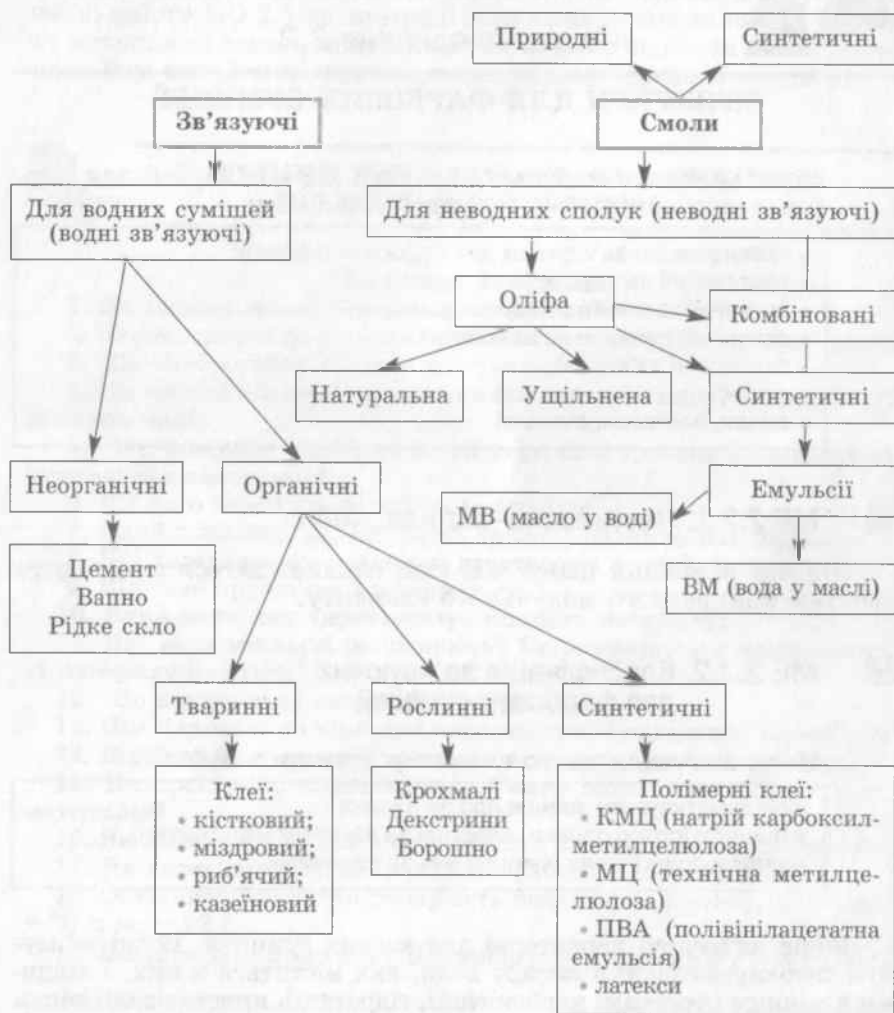 Природні
Синтетичні
Зв'язуючі
Смоли
Для водних сумішей
(водні зв'язуючі)
Для неводних сполук (неводні зв'язуючі)
Оліфа
Комбіновані
Натуральна
Ущільнена
Синтетичні
Неорганічні
Органічні
Емульсії
МВ (масло у воді)
ВМ (вода у маслі)
Цемент
Вапно
Рідке скло
Тваринні
Рослинні
Синтетичні
Клеї:
• кістковий;
• міздровий;
• риб'ячий;
• казеїновий
Крохмалі
Декстрини
Борошно
Полімерні клеї:
• КМЦ (натрій карбоксил-
метилцелюлоза)
• МЦ (технічна метилце-
люлоза)
• ПВА (полівінілацетатна
емульсія)
• латекси